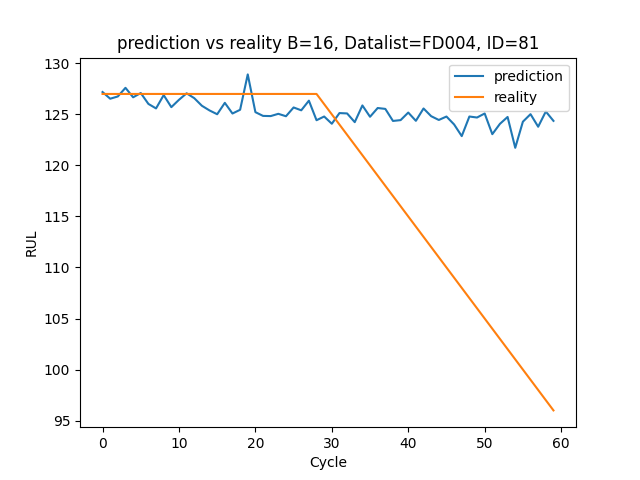 prediction vs reality B=16, Datalist=FD004, ID=81
prediction
reality
RUL
130
125
120
115
110
105
100
95
0 10 20 30 40 50 60
Cycle